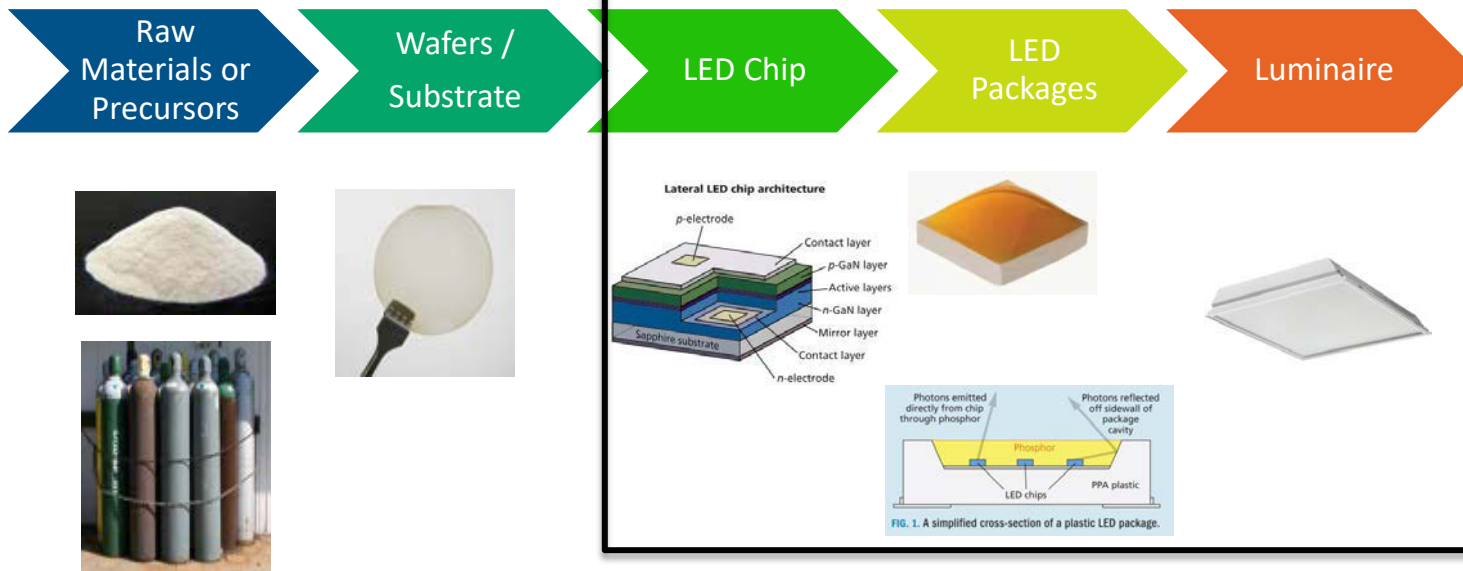 Raw
Materials or
Precursors
Wafers /
Substrate
LED Chip
LED
Packages
Luminaire
Lateral LED chip architecture
p-electrode
Contact layer
p-GaN layer
Active layers
n-GaN layer
Mirror layer
Sapphire substrate
Contact layer
n-electrode
Photons emitted
directly from chip
through phosphor
Photons reflected
off sidewall of
package
cavity
Phosphor
LED chips
PPA plastic
FIG. 1. A simplified cross-section of a plastic LED package.